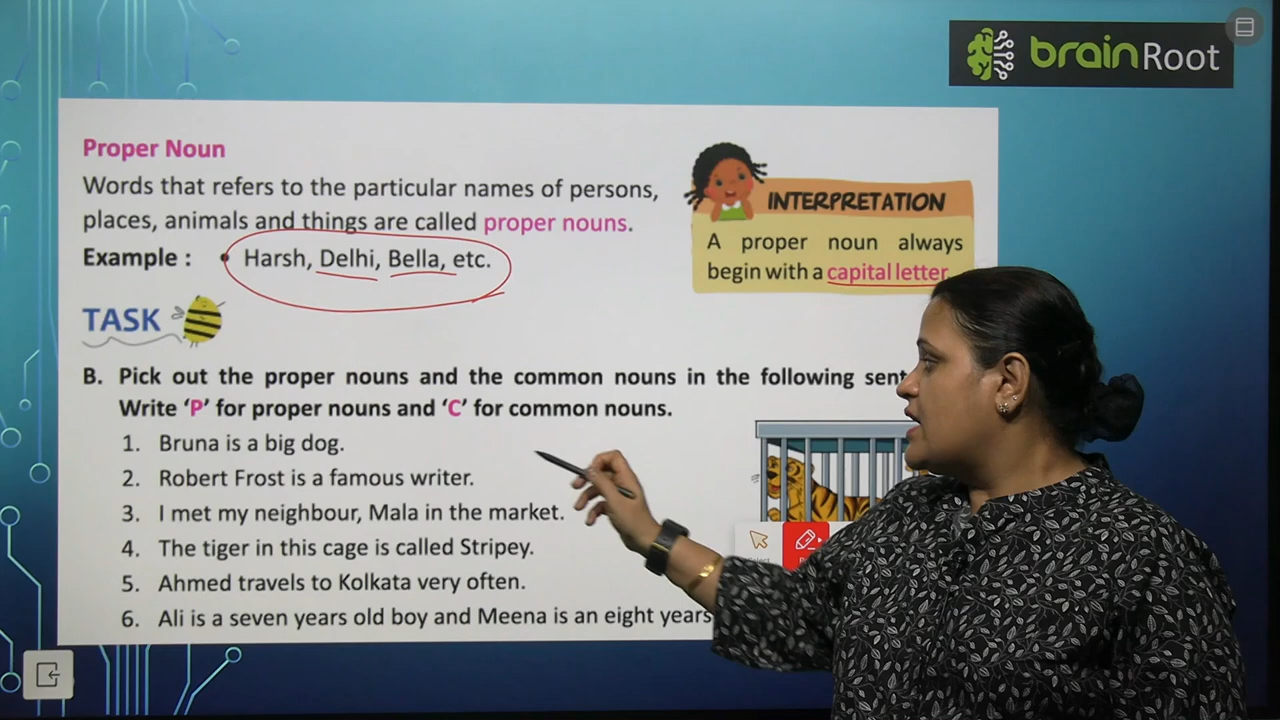 brainRoot
Proper Noun
Words that refers to the particular names of persons,
places, animals and things are called proper nouns.
Example : • Harsh, Delhi, Bella, etc.
INTERPRETATION
A proper noun always
begin with a capital letter
TASK
B. Pick out the proper nouns and the common nouns in the following
Write ‘P’ for proper nouns and ‘C’ for common nouns.
1. Bruna is a big dog.
2. Robert Frost is a famous writer.
3. I met my neighbour, Mala in the market.
4. The tiger in this cage is called Stripey.
5. Ahmed travels to Kolkata very often.
6. Ali is a seven years old boy and Meena is an eight years